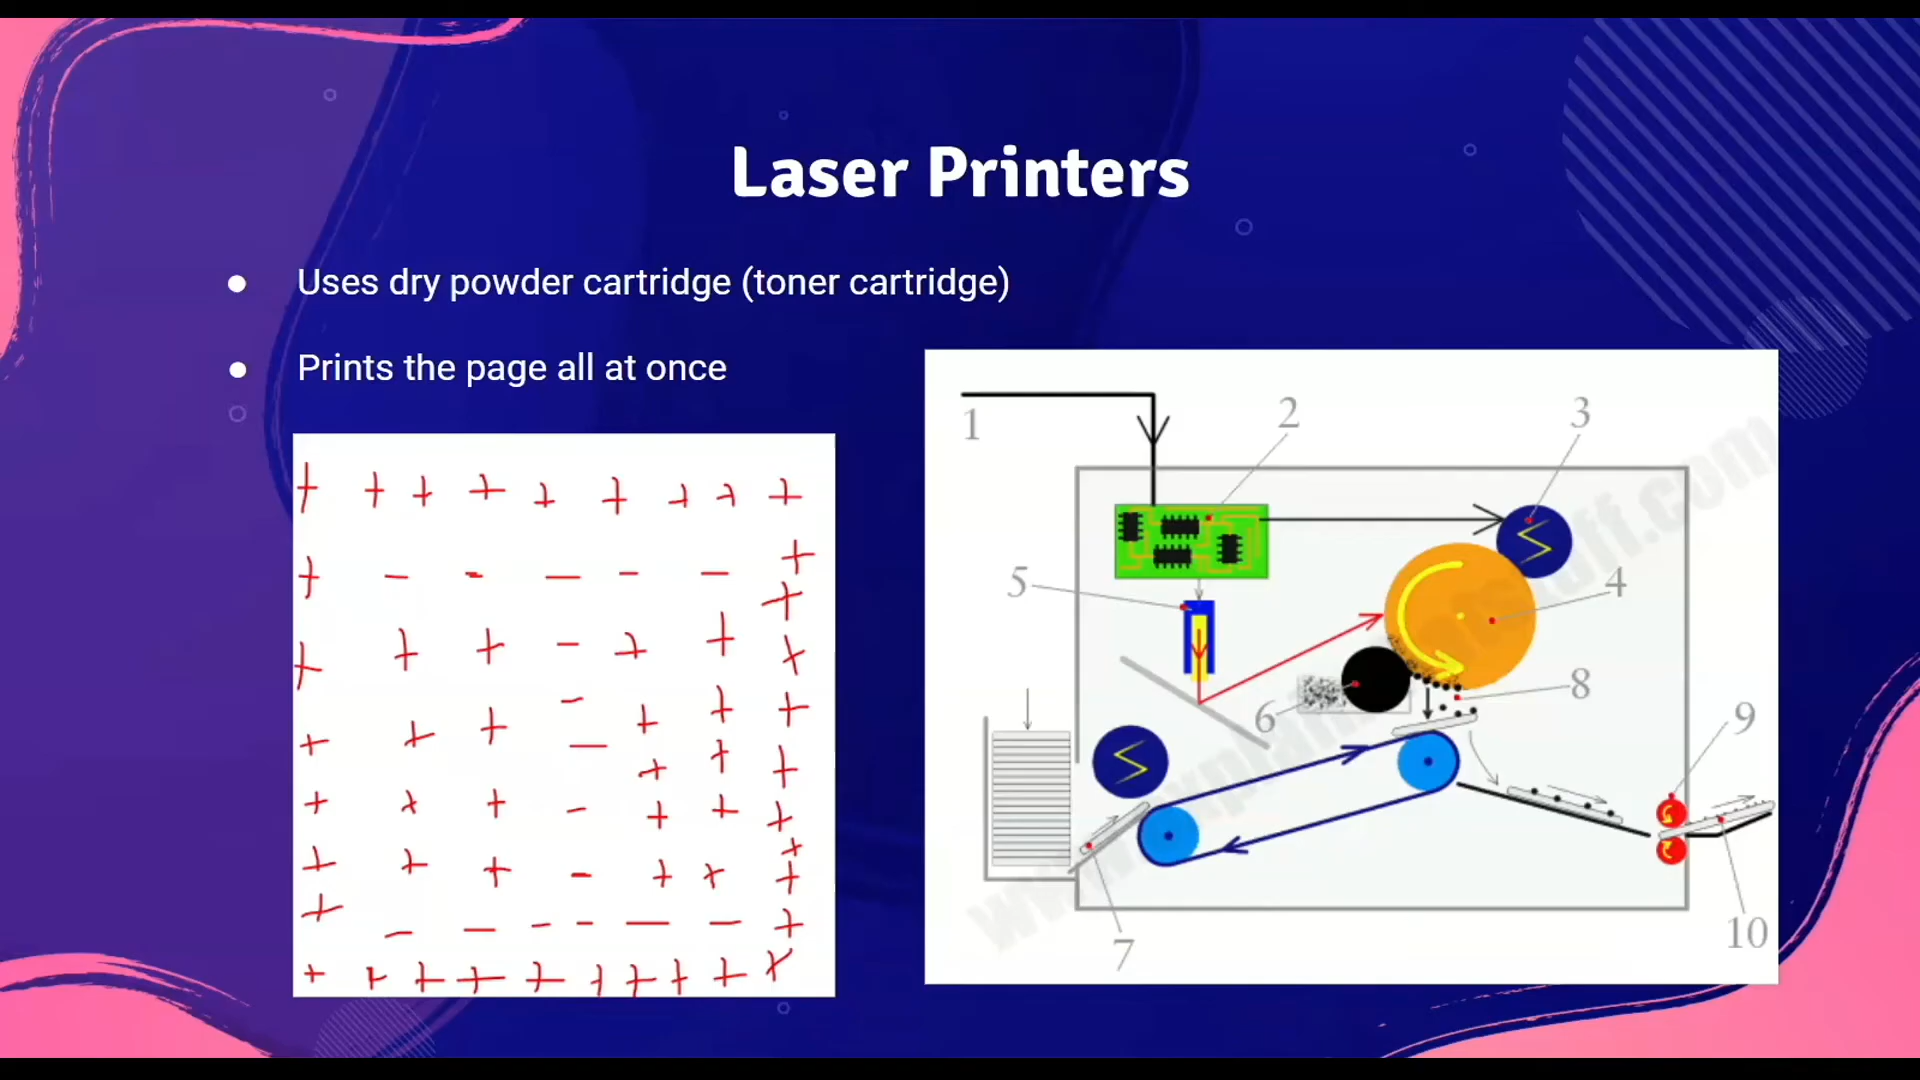 Laser Printers
● Uses dry powder cartridge (toner cartridge)
● Prints the page all at once
+ + + + + + + + +
+ - - - - - +
+
+ + + - + + +
- + +
+ + + - +
+ + +
+ + + - + + +
+ + + - + + +
+
+ - - - - - - +
+ + + + + + + + + +
1
2
3
4
5
6
7
8
9
10